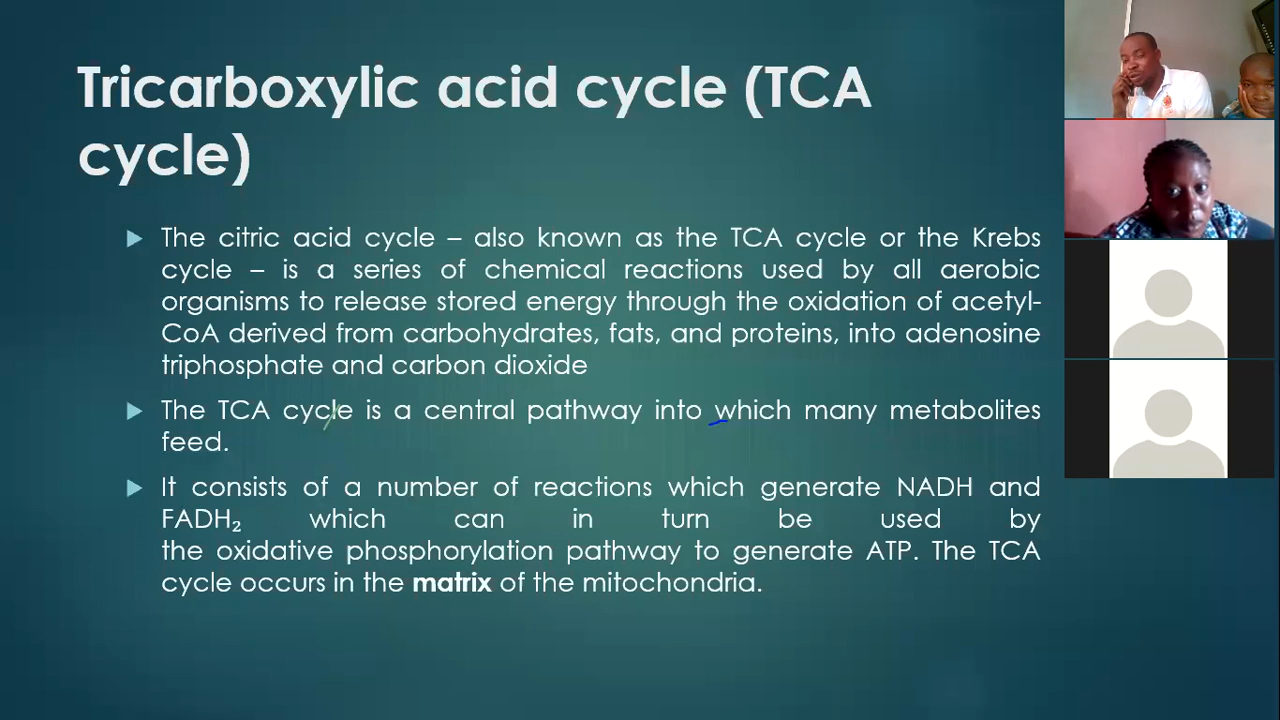 Tricarboxylic acid cycle (TCA
cycle)
The citric acid cycle – also known as the TCA cycle or the Krebs
cycle – is a series of chemical reactions used by all aerobic
organisms to release stored energy through the oxidation of acetyl-
CoA derived from carbohydrates, fats, and proteins, into adenosine
triphosphate and carbon dioxide
The TCA cycle is a central pathway into which many metabolites
feed.
It consists of a number of reactions which generate NADH and
FADH₂ which can in turn be used by
the oxidative phosphorylation pathway to generate ATP. The TCA
cycle occurs in the matrix of the mitochondria.